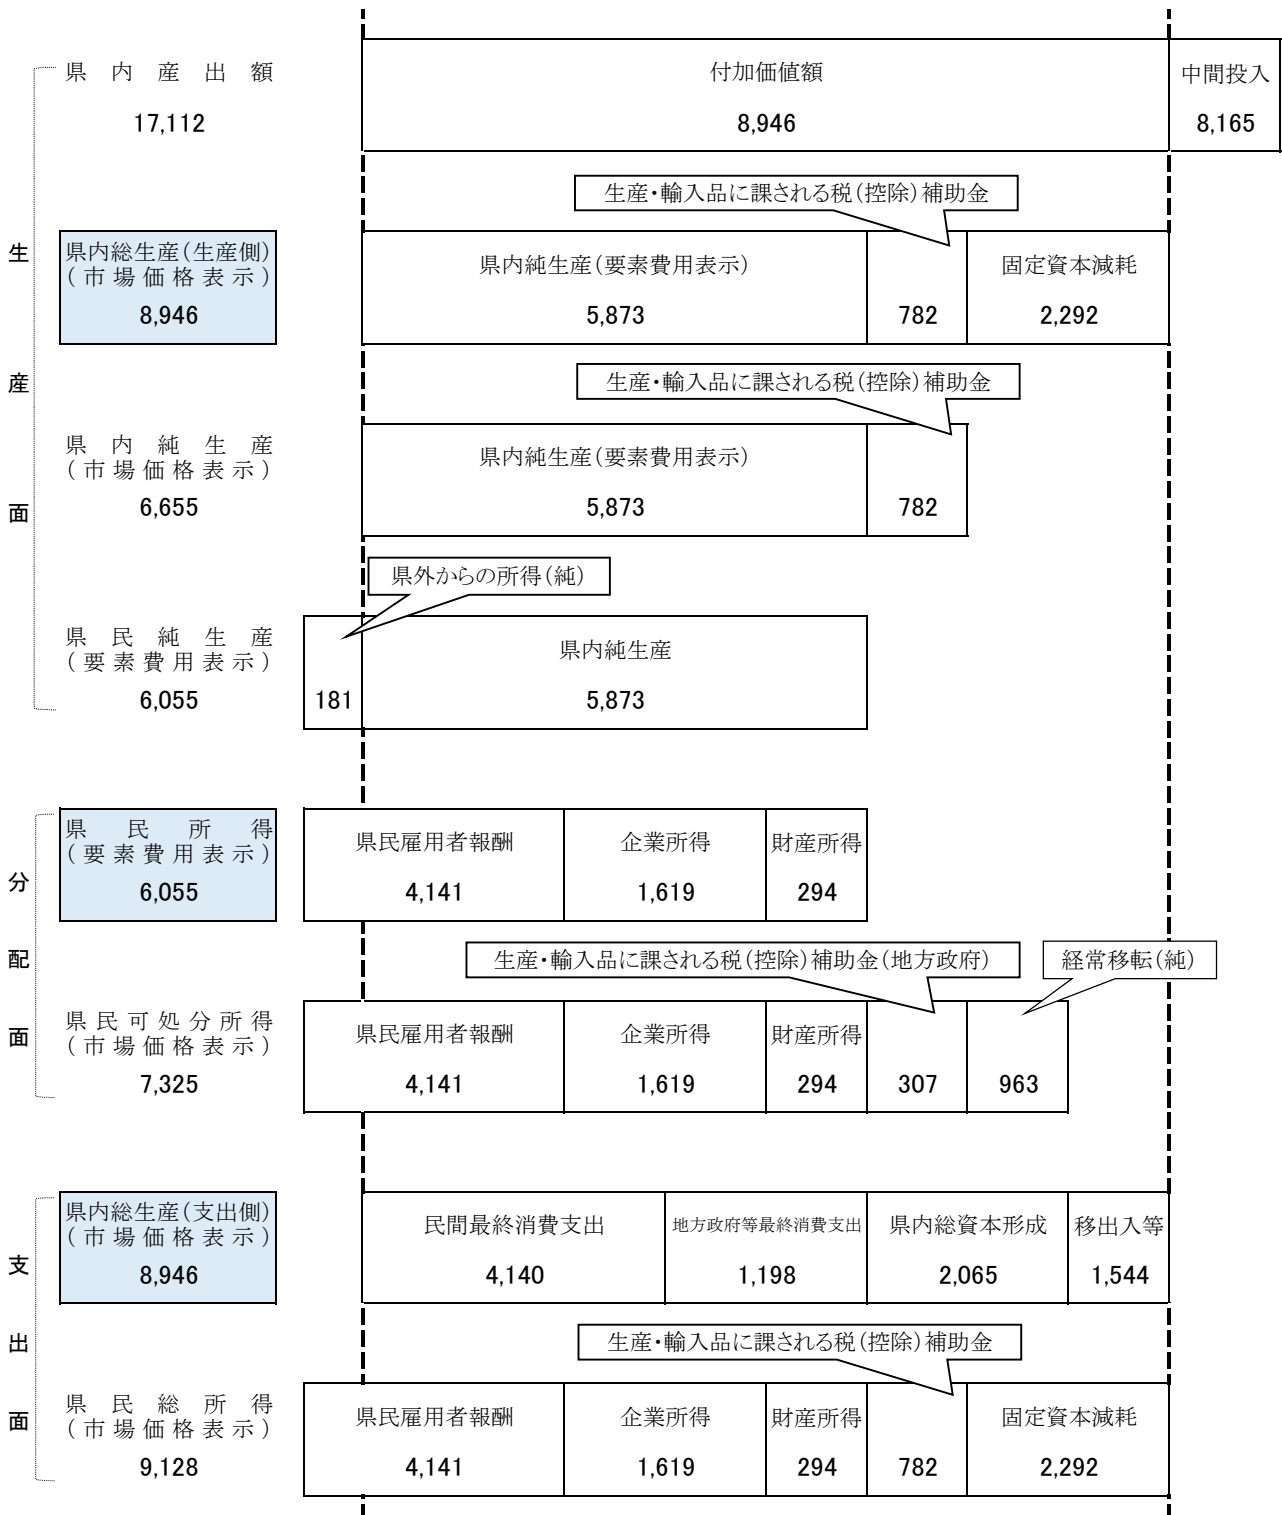 県内産出額
17,112
付加価値額
8,946
中間投入
8,165
生産・輸入品に課される税(控除)補助金
生産面
県内総生産(生産側)
(市場価格表示)
8,946
県内純生産(要素費用表示)
5,873
782
固定資本減耗
2,292
生産・輸入品に課される税(控除)補助金
県内純生産
(市場価格表示)
6,655
県内純生産(要素費用表示)
5,873
782
県外からの所得(純)
県民純生産
(要素費用表示)
6,055
181
県内純生産
5,873
分配面
県民所得
(要素費用表示)
6,055
県民雇用者報酬
4,141
企業所得
1,619
財産所得
294
生産・輸入品に課される税(控除)補助金(地方政府)
経常移転(純)
県民可処分所得
(市場価格表示)
7,325
県民雇用者報酬
4,141
企業所得
1,619
財産所得
294
307
963
支出面
県内総生産(支出側)
(市場価格表示)
8,946
民間最終消費支出
4,140
地方政府等最終消費支出
1,198
県内総資本形成
2,065
移出入等
1,544
生産・輸入品に課される税(控除)補助金
県民総所得
(市場価格表示)
9,128
県民雇用者報酬
4,141
企業所得
1,619
財産所得
294
782
固定資本減耗
2,292